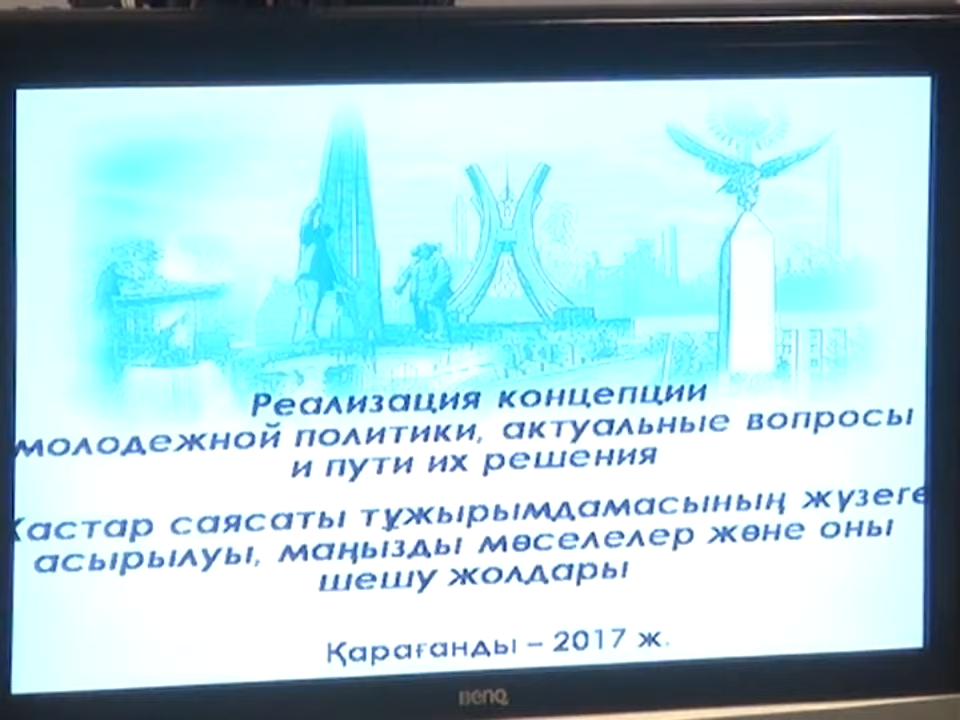 Реализация концепции
молодежной политики, актуальные вопросы
и пути их решения
Жастар саясаты тұжырымдамасының жүзеге
асырылуы, маңызды мәселелер және оны
шешу жолдары
Қарағанды – 2017 ж.
BenQ